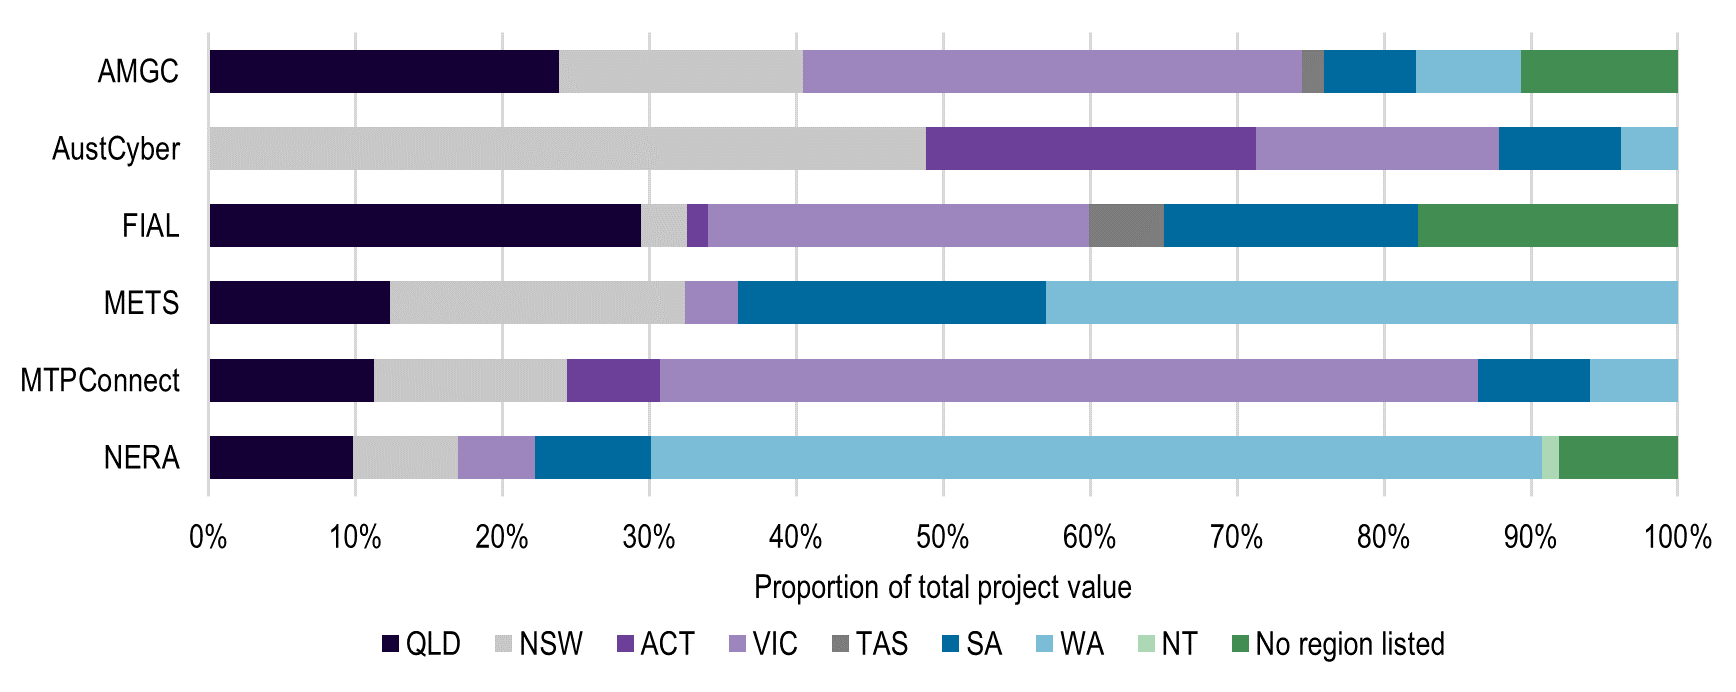 AMGC
AustCyber
FIAL
METS
MTPConnect
NERA
0% 10% 20% 30% 40% 50% 60% 70% 80% 90% 100%
Proportion of total project value
QLD NSW ACT VIC TAS SA WA NT No region listed